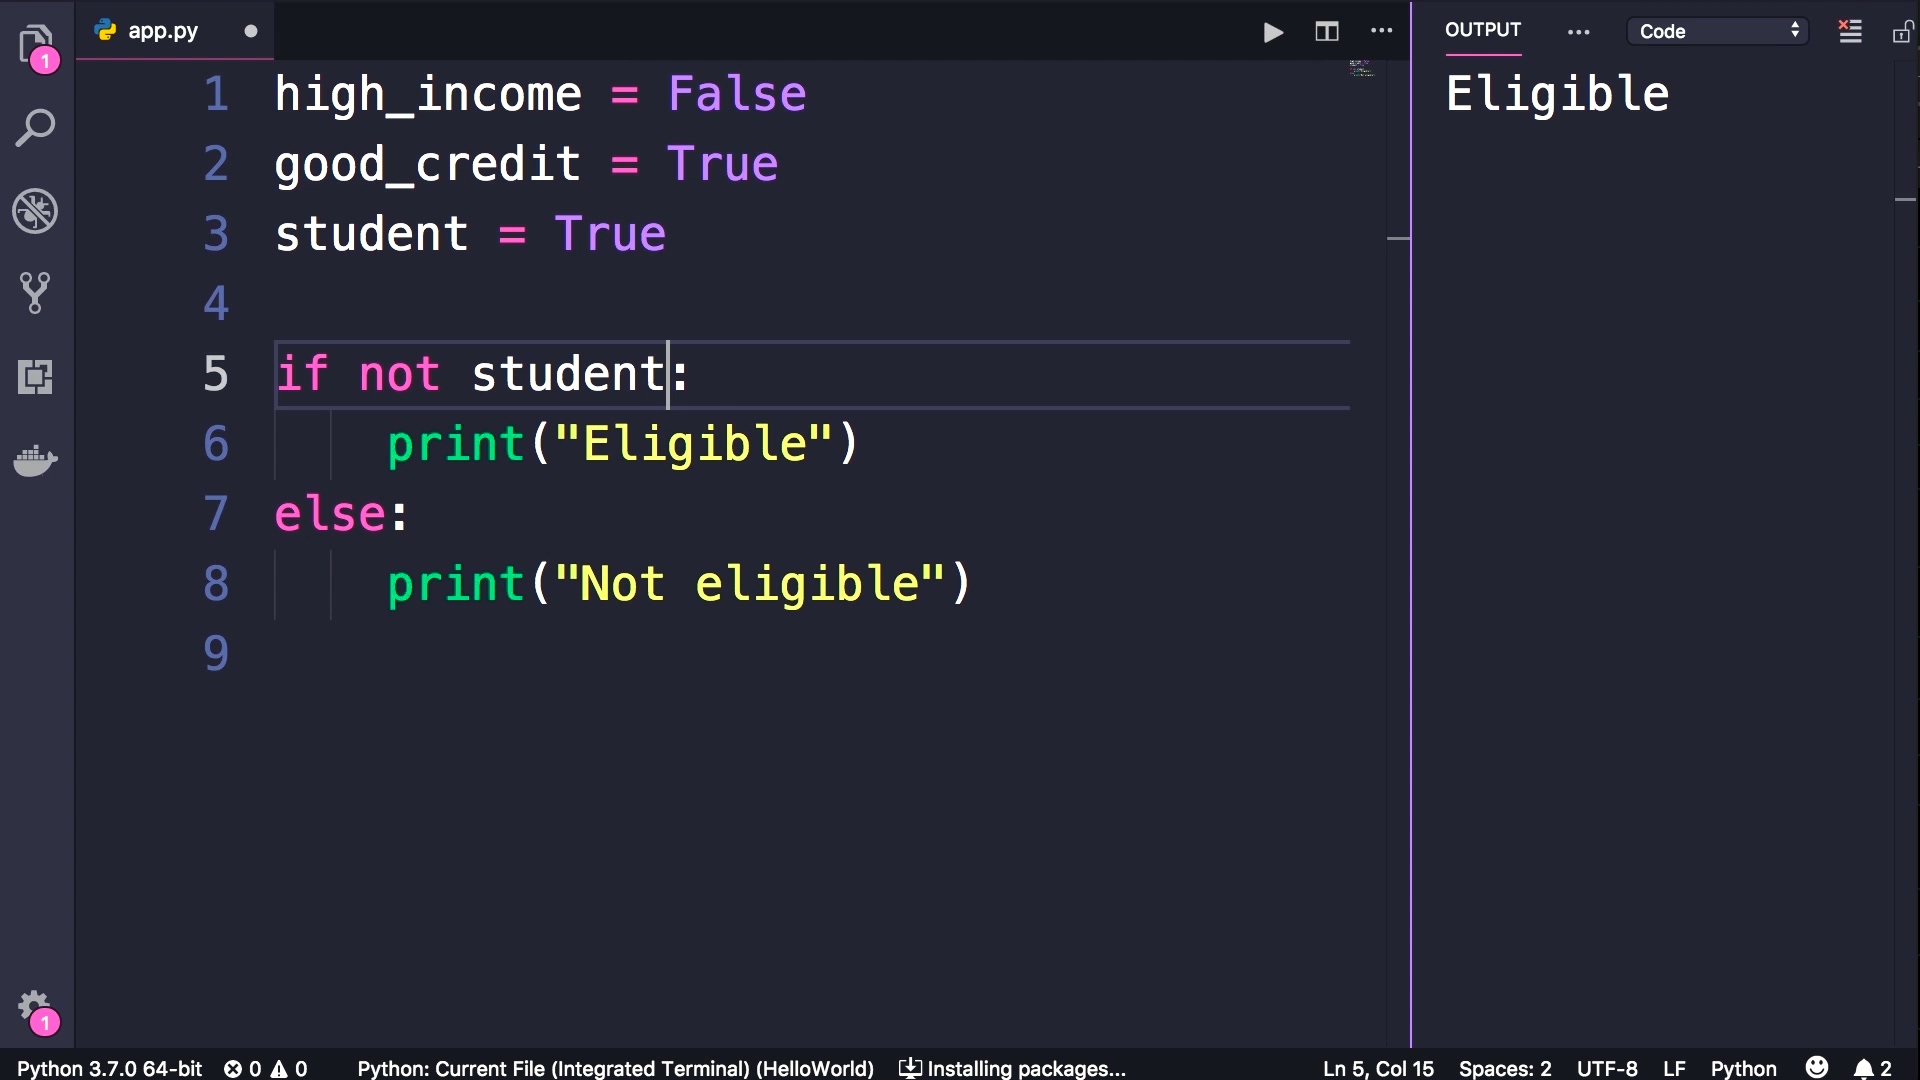 app.py
OUTPUT
Code
1
1 high_income = False
2 good_credit = True
3 student = True
4
5 if not student:
6 print("Eligible")
7 else:
8 print("Not eligible")
9
Eligible
1
Python 3.7.0 64-bit 0 0 Python: Current File (Integrated Terminal) (HelloWorld) Installing packages... Ln 5, Col 15 Spaces: 2 UTF-8 LF Python 2